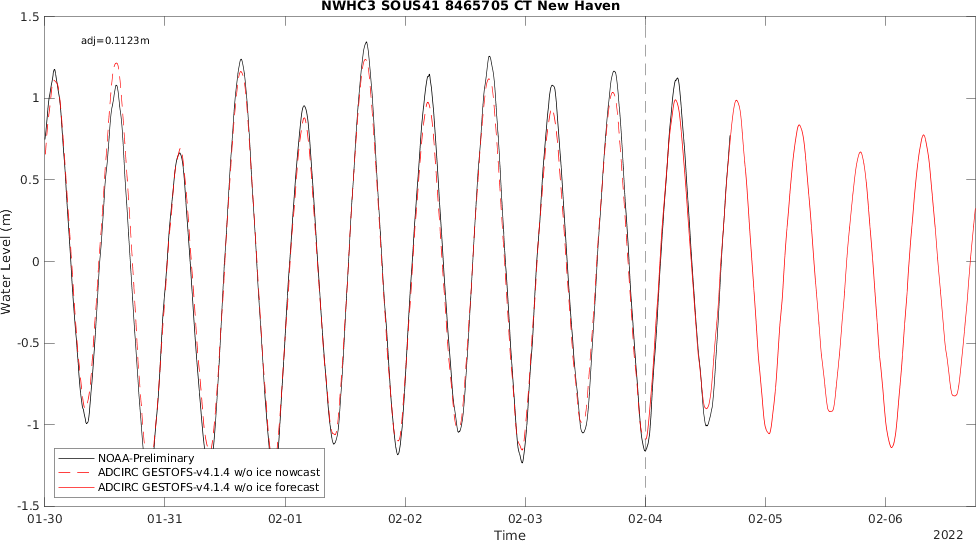 NWHC3 SOUS41 8465705 CT New Haven
adj=0.1123m
Water Level (m)
1.5
1
0.5
0
-0.5
-1
-1.5
NOAA-Preliminary
ADCIRC GESTOFS-v4.1.4 w/o ice nowcast
ADCIRC GESTOFS-v4.1.4 w/o ice forecast
01-30 01-31 02-01 02-02 02-03 02-04 02-05 02-06
Time
2022